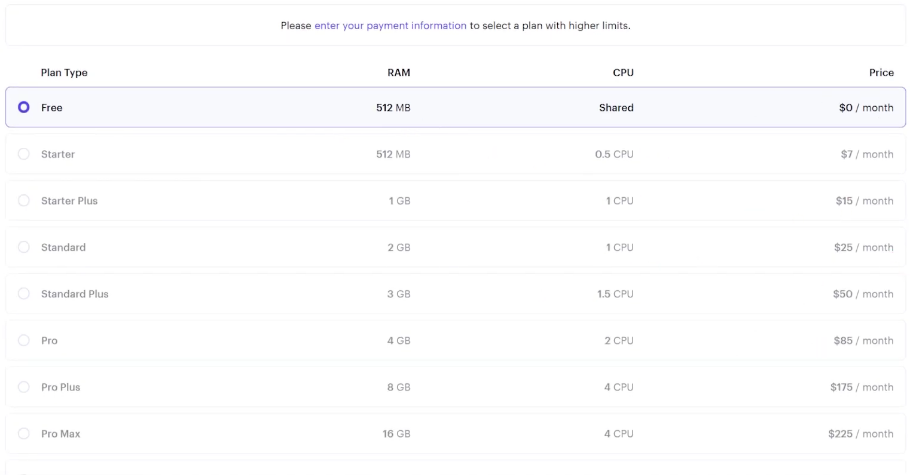 Please enter your payment information to select a plan with higher limits.
Plan Type RAM CPU Price
Free 512 MB Shared $0 / month
Starter 512 MB 0.5 CPU $7 / month
Starter Plus 1 GB 1 CPU $15 / month
Standard 2 GB 1 CPU $25 / month
Standard Plus 3 GB 1.5 CPU $50 / month
Pro 4 GB 2 CPU $85 / month
Pro Plus 8 GB 4 CPU $175 / month
Pro Max 16 GB 4 CPU $225 / month